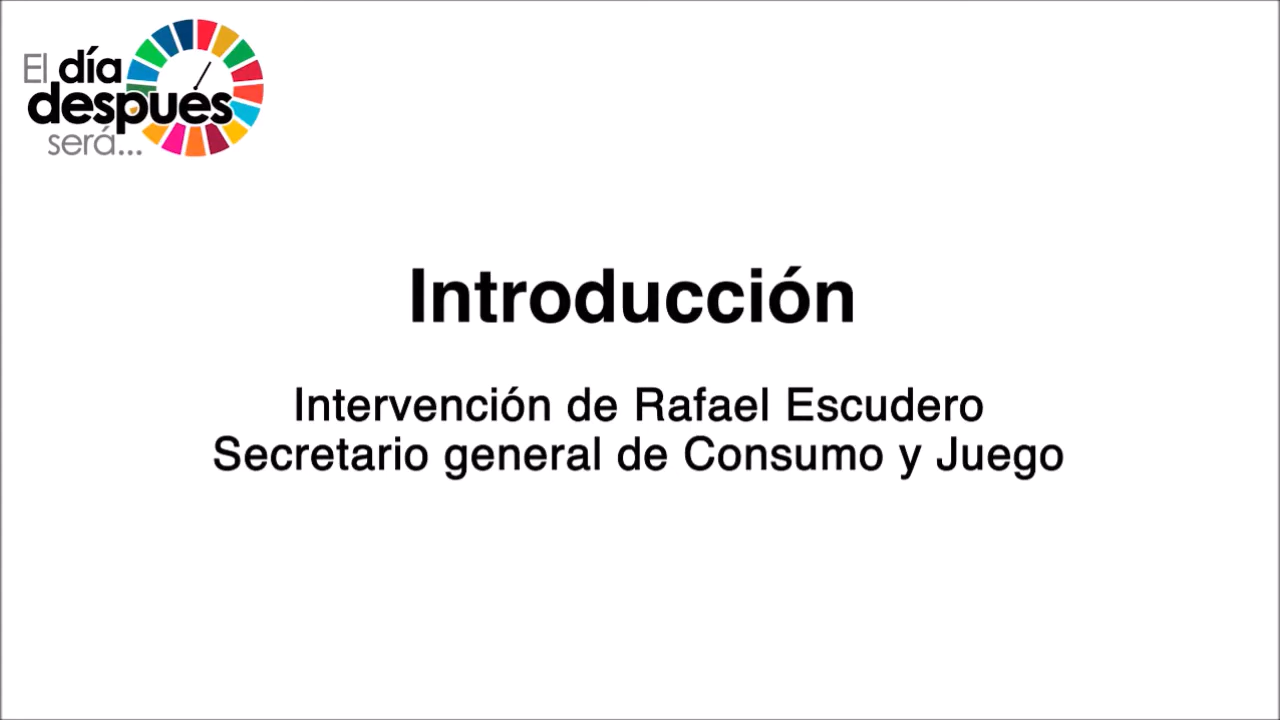 El día
después
será...
Introducción
Intervención de Rafael Escudero
Secretario general de Consumo y Juego